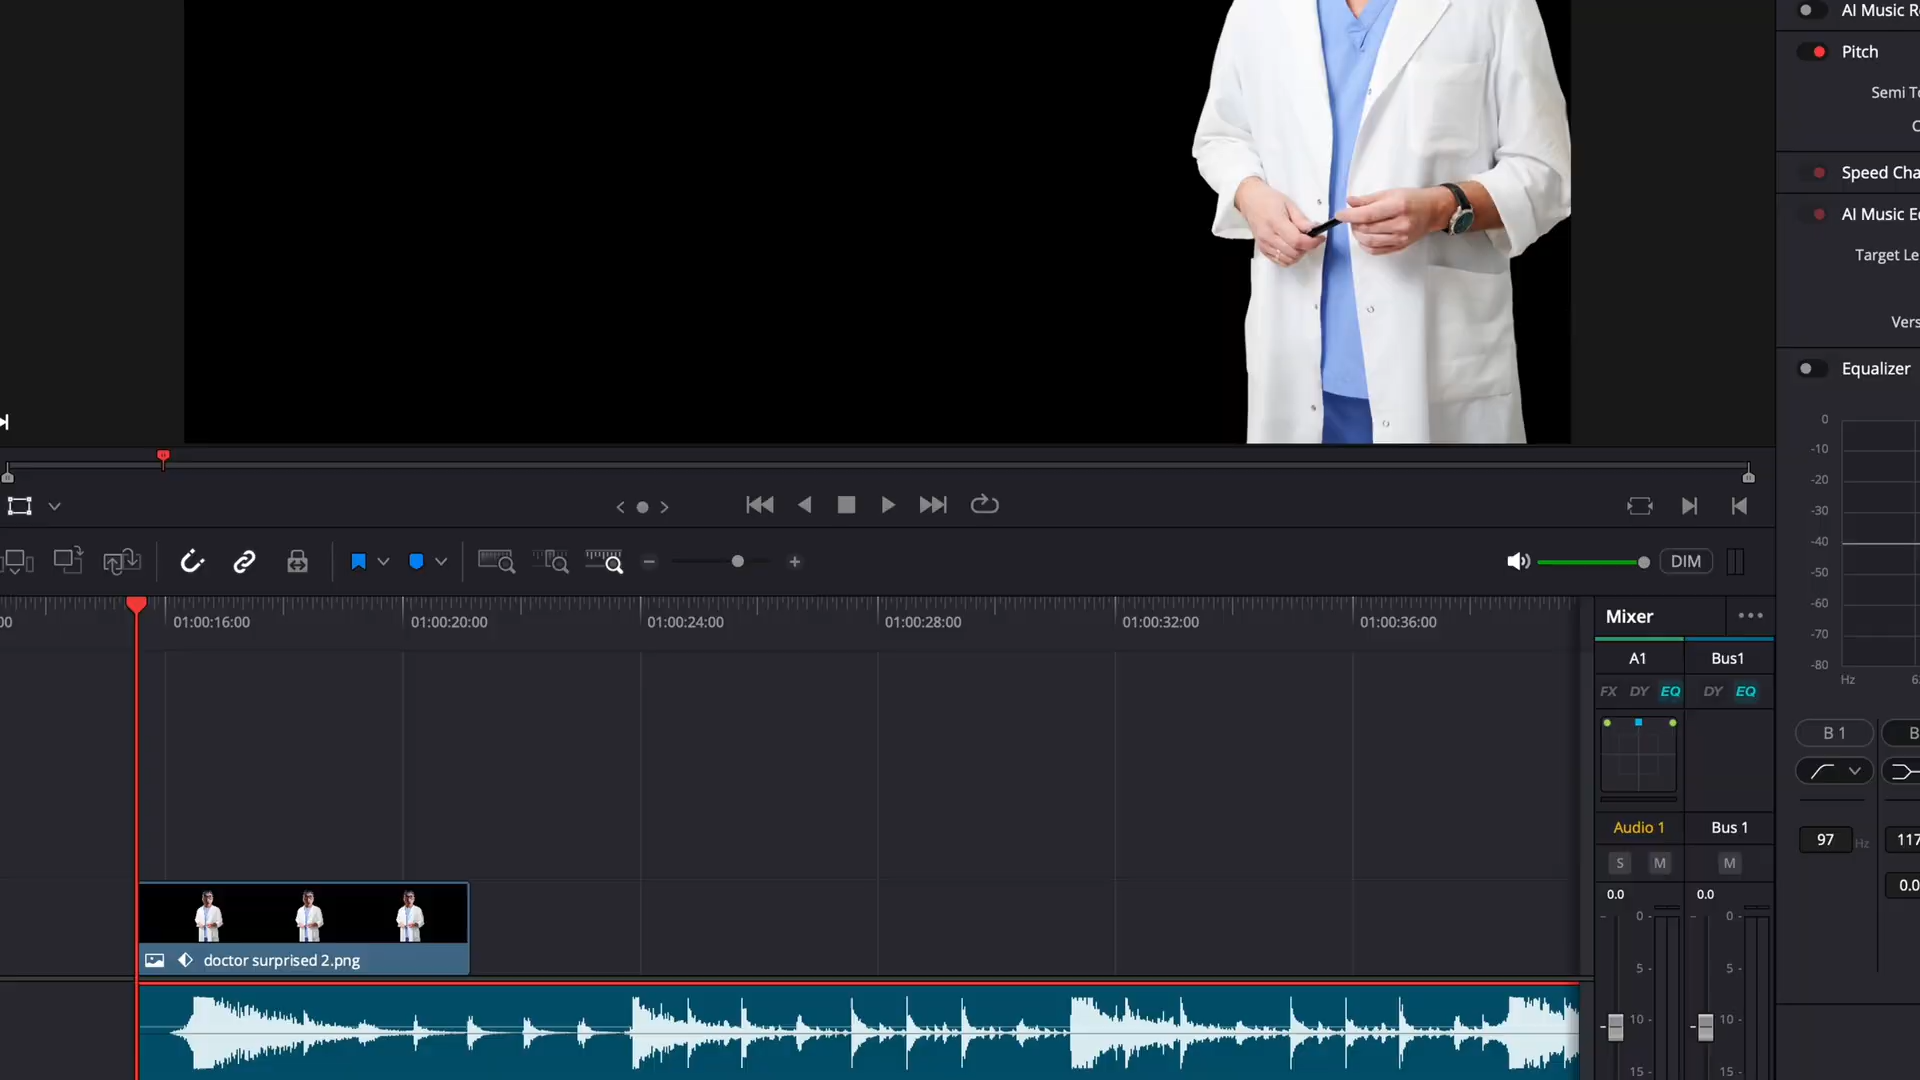 AI Music R
Pitch
Semi To
C
Speed Cha
AI Music E
Target Le
Vers
Equalizer
0
-10
-20
-30
-40
-50
-60
-70
-80
Hz
6
B 1
B
97
Hz
117
0.0
DIM
00
01:00:16:00
01:00:20:00
01:00:24:00
01:00:28:00
01:00:32:00
01:00:36:00
Mixer
A1
Bus1
FX DY EQ
DY EQ
Audio 1
Bus 1
S M
M
0.0
0.0
0
0
5
5
10
10
15
15
doctor surprised 2.png